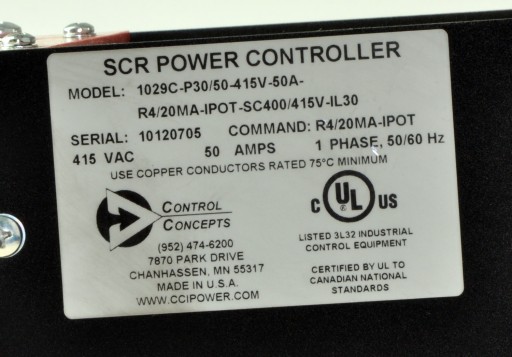 SCR POWER CONTROLLER
MODEL: 1029C-P30/50-415V-50A-
R4/20MA-IPOT-SC400/415V-IL30
SERIAL: 10120705 COMMAND: R4/20MA-IPOT
415 VAC 50 AMPS 1 PHASE, 50/60 Hz
USE COPPER CONDUCTORS RATED 75°C MINIMUM
CONTROL
CONCEPTS
(952) 474-6200
7870 PARK DRIVE
CHANHASSEN, MN 55317
MADE IN U.S.A.
WWW.CCIPOWER.COM
C UL ® US
LISTED 3L32 INDUSTRIAL
CONTROL EQUIPMENT
CERTIFIED BY UL TO
CANADIAN NATIONAL
STANDARDS